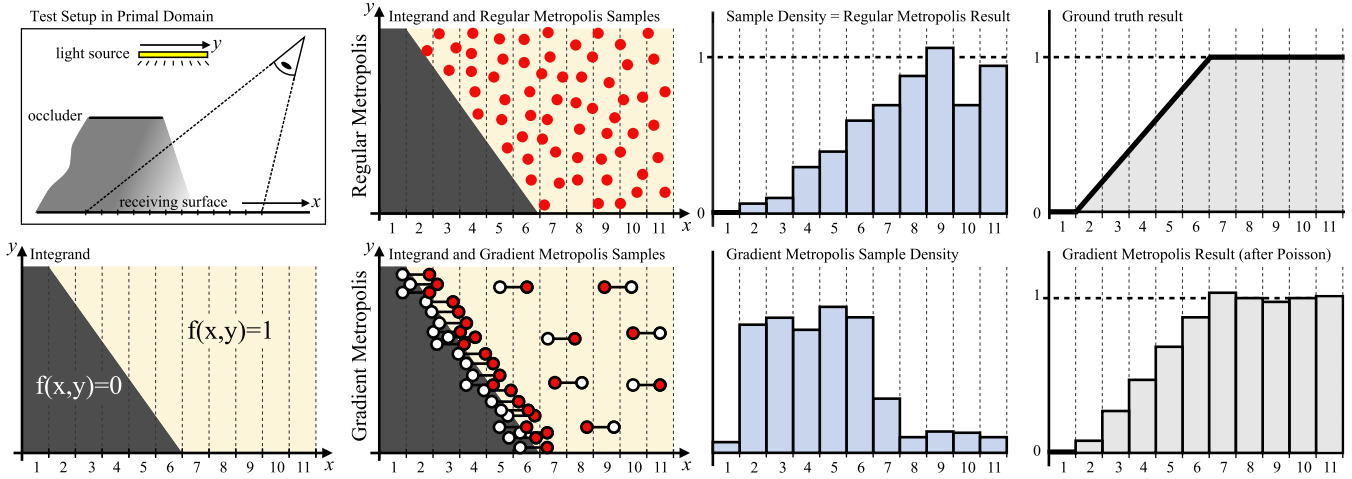 Test Setup in Primal Domain
light source
y
occluder
receiving surface
x
Integrand and Regular Metropolis Samples
y
Regular Metropolis
1 2 3 4 5 6 7 8 9 10 11
x
Sample Density = Regular Metropolis Result
1
0
1 2 3 4 5 6 7 8 9 10 11
Ground truth result
1
0
1 2 3 4 5 6 7 8 9 10 11
Integrand
y
f(x,y)=1
f(x,y)=0
1 2 3 4 5 6 7 8 9 10 11
x
Integrand and Gradient Metropolis Samples
y
Gradient Metropolis
1 2 3 4 5 6 7 8 9 10 11
x
Gradient Metropolis Sample Density
1 2 3 4 5 6 7 8 9 10 11
Gradient Metropolis Result (after Poisson)
1
0
1 2 3 4 5 6 7 8 9 10 11